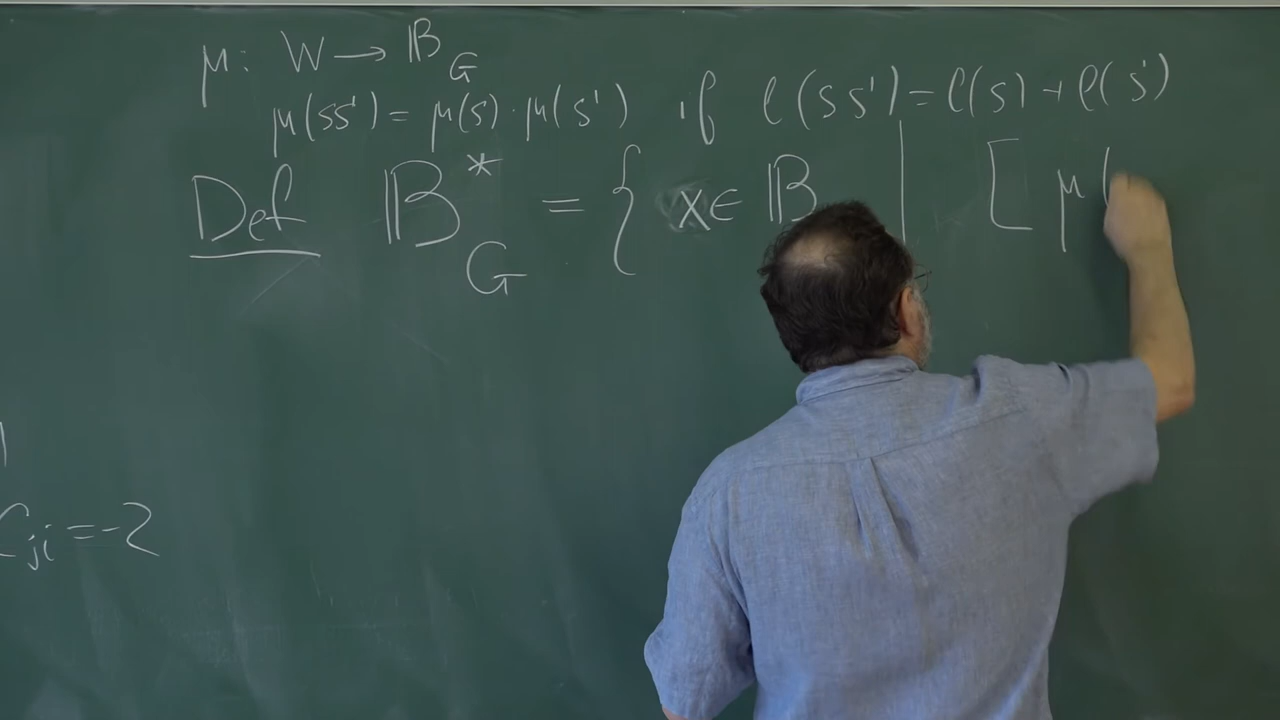 μ: W → 𝔹_G
μ(ss') = μ(s) · μ(s') if ℓ(ss') = ℓ(s) + ℓ(s')
Def 𝔹*_G = { x ∈ 𝔹 | [ μ(
C_ji = -2